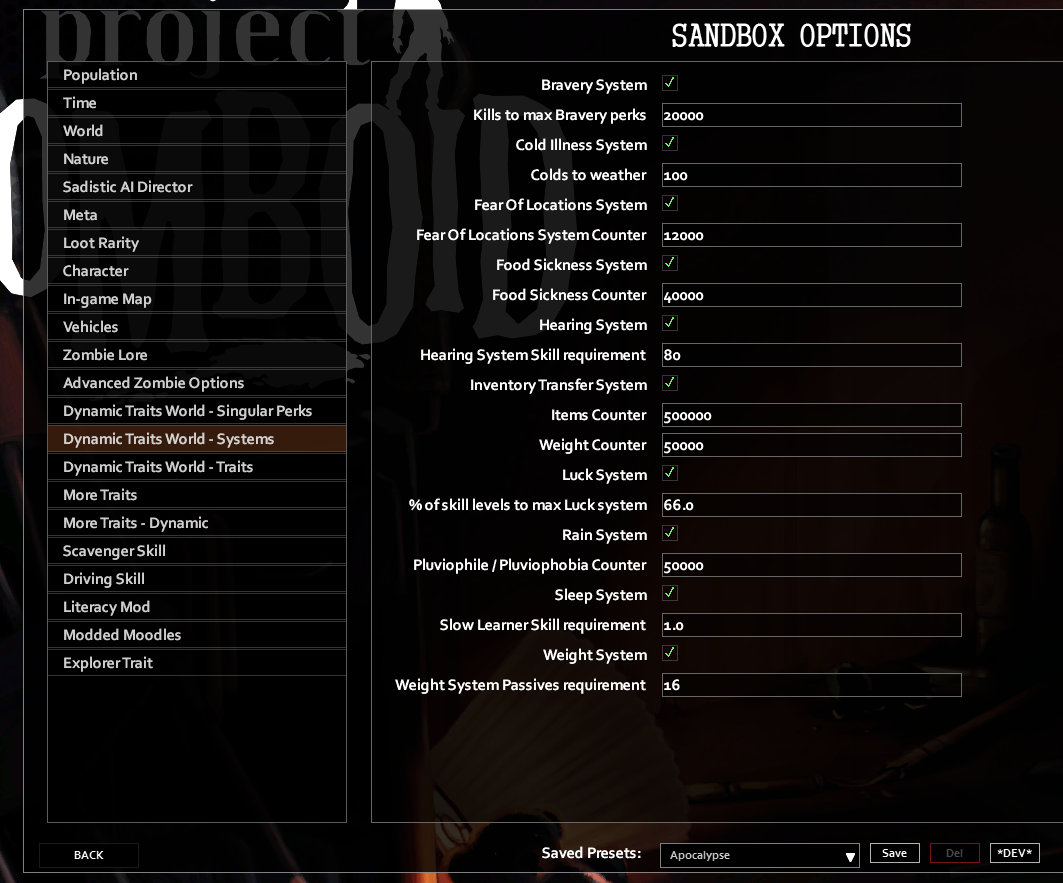 project
ZOMBOID
SANDBOX OPTIONS
Population
Time
World
Nature
Sadistic AI Director
Meta
Loot Rarity
Character
In-game Map
Vehicles
Zombie Lore
Advanced Zombie Options
Dynamic Traits World - Singular Perks
Dynamic Traits World - Systems
Dynamic Traits World - Traits
More Traits
More Traits - Dynamic
Scavenger Skill
Driving Skill
Literacy Mod
Modded Moodles
Explorer Trait
Bravery System
Kills to max Bravery perks 20000
Cold Illness System
Colds to weather 100
Fear Of Locations System
Fear Of Locations System Counter 12000
Food Sickness System
Food Sickness Counter 40000
Hearing System
Hearing System Skill requirement 80
Inventory Transfer System
Items Counter 500000
Weight Counter 50000
Luck System
% of skill levels to max Luck system 66.0
Rain System
Pluviophile / Pluviophobia Counter 50000
Sleep System
Slow Learner Skill requirement 1.0
Weight System
Weight System Passives requirement 16
BACK
Saved Presets: Apocalypse Save Del *DEV*